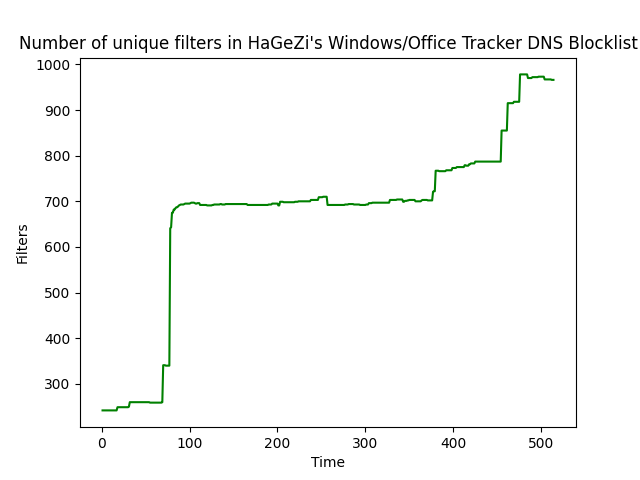 Number of unique filters in HaGeZi's Windows/Office Tracker DNS Blocklist
1000
900
800
700
600
500
400
300
Filters
0 100 200 300 400 500
Time